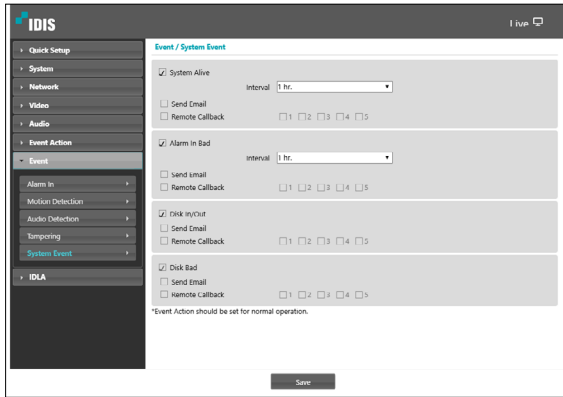 IDIS
Live
Quick Setup
System
Network
Video
Audio
Event Action
Event
Alarm In
Motion Detection
Audio Detection
Tampering
System Event
IDLA
Event / System Event
System Alive
Interval 1 hr.
Send Email
Remote Callback 1 2 3 4 5
Alarm In Bad
Interval 1 hr.
Send Email
Remote Callback 1 2 3 4 5
Disk In/Out
Send Email
Remote Callback 1 2 3 4 5
Disk Bad
Send Email
Remote Callback 1 2 3 4 5
*Event Action should be set for normal operation.
Save